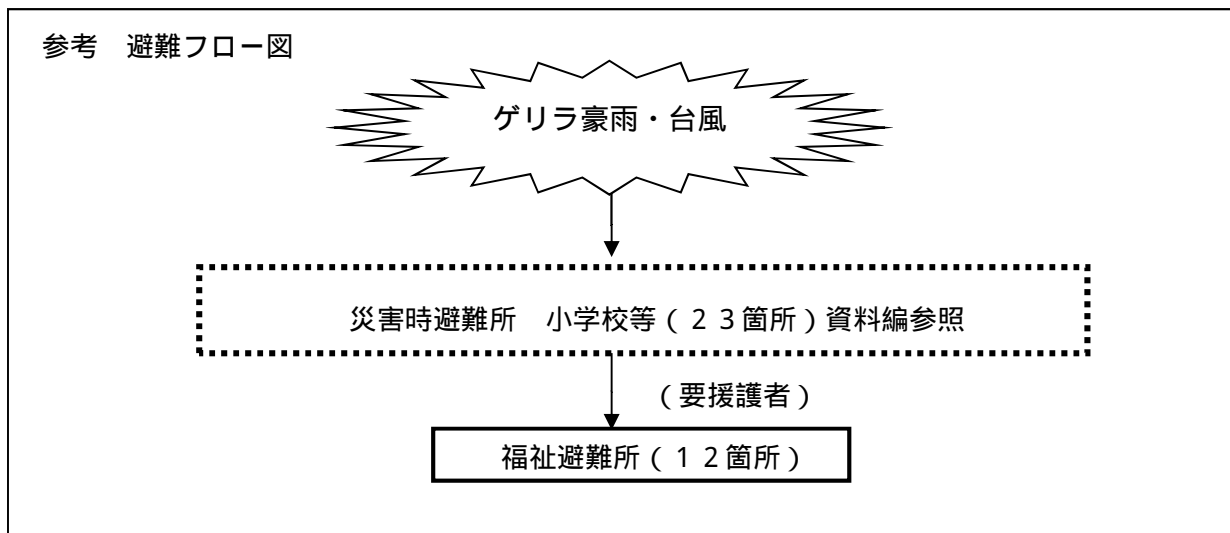 参考　避難フロー図
ゲリラ豪雨・台風
災害時避難所　小学校等（２３箇所）資料編参照
（要援護者）
福祉避難所（１２箇所）